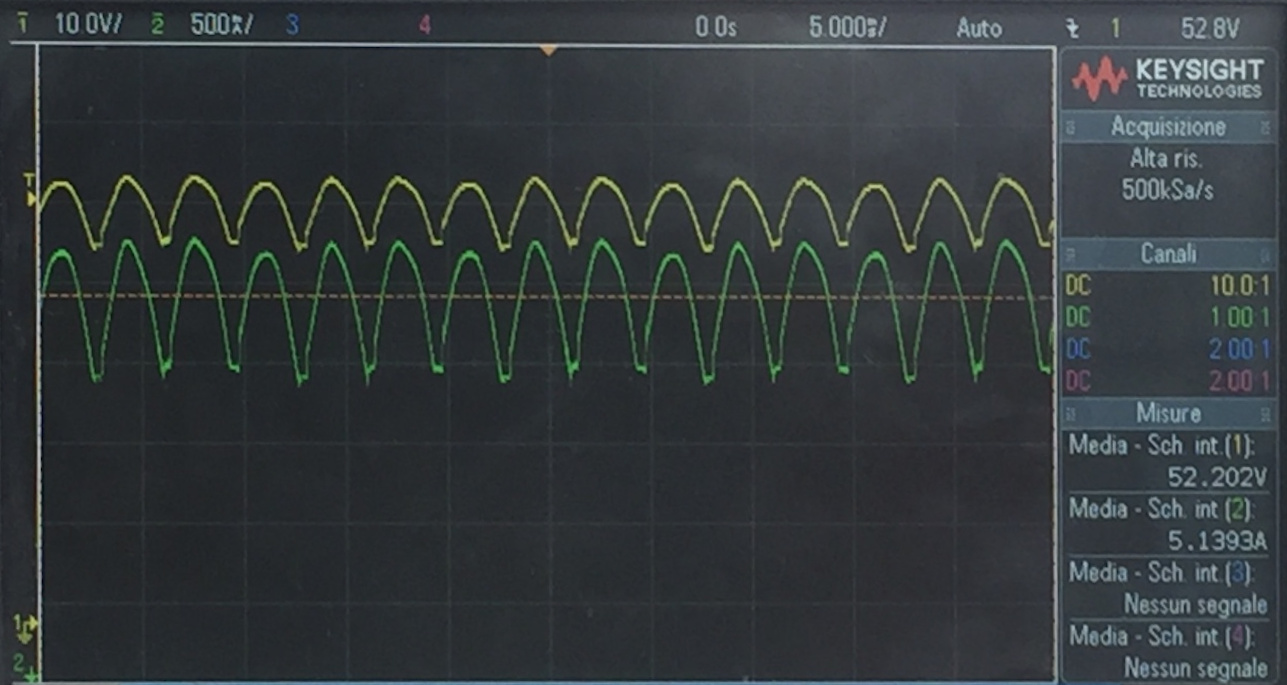 1 10.0V/ 2 500mA/ 3 4 0.0s 5.000ms/ Auto 1 52.8V
KEYSIGHT
TECHNOLOGIES
Acquisizione
Alta ris.
500kSa/s
Canali
DC 10.0:1
DC 1.00:1
DC 2.00:1
DC 2.00:1
Misure
Media - Sch. int.(1):
52.202V
Media - Sch. int.(2):
5.1393A
Media - Sch. int.(3):
Nessun segnale
Media - Sch. int.(4):
Nessun segnale
T
1
2